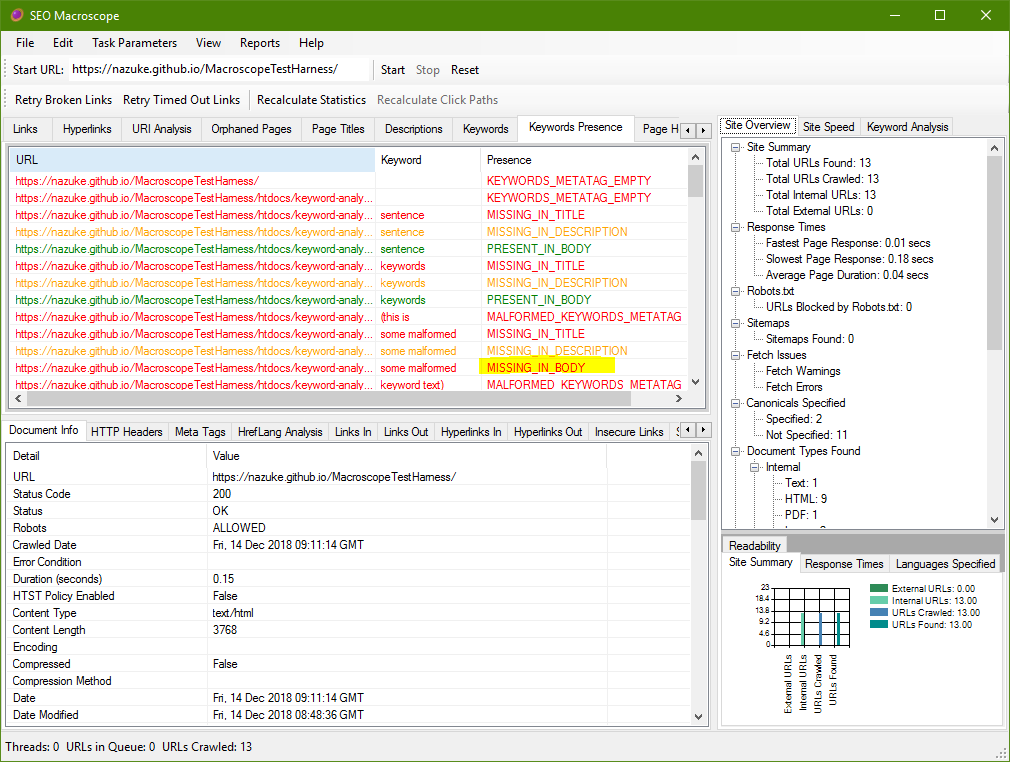 SEO Macroscope
File Edit Task Parameters View Reports Help
Start URL: https://nazuke.github.io/MacroscopeTestHarness/ Start Stop Reset
Retry Broken Links Retry Timed Out Links Recalculate Statistics Recalculate Click Paths
Links Hyperlinks URI Analysis Orphaned Pages Page Titles Descriptions Keywords Keywords Presence Page H
URL Keyword Presence
https://nazuke.github.io/MacroscopeTestHarness/ KEYWORDS_METATAG_EMPTY
https://nazuke.github.io/MacroscopeTestHarness/htdocs/keyword-analy... KEYWORDS_METATAG_EMPTY
https://nazuke.github.io/MacroscopeTestHarness/htdocs/keyword-analy... sentence MISSING_IN_TITLE
https://nazuke.github.io/MacroscopeTestHarness/htdocs/keyword-analy... sentence MISSING_IN_DESCRIPTION
https://nazuke.github.io/MacroscopeTestHarness/htdocs/keyword-analy... sentence PRESENT_IN_BODY
https://nazuke.github.io/MacroscopeTestHarness/htdocs/keyword-analy... keywords MISSING_IN_TITLE
https://nazuke.github.io/MacroscopeTestHarness/htdocs/keyword-analy... keywords MISSING_IN_DESCRIPTION
https://nazuke.github.io/MacroscopeTestHarness/htdocs/keyword-analy... keywords PRESENT_IN_BODY
https://nazuke.github.io/MacroscopeTestHarness/htdocs/keyword-analy... (this is MALFORMED_KEYWORDS_METATAG
https://nazuke.github.io/MacroscopeTestHarness/htdocs/keyword-analy... some malformed MISSING_IN_TITLE
https://nazuke.github.io/MacroscopeTestHarness/htdocs/keyword-analy... some malformed MISSING_IN_DESCRIPTION
https://nazuke.github.io/MacroscopeTestHarness/htdocs/keyword-analy... some malformed MISSING_IN_BODY
https://nazuke.github.io/MacroscopeTestHarness/htdocs/keyword-analy... keyword text) MALFORMED_KEYWORDS_METATAG
Document Info HTTP Headers Meta Tags HrefLang Analysis Links In Links Out Hyperlinks In Hyperlinks Out Insecure Links
Detail Value
URL https://nazuke.github.io/MacroscopeTestHarness/
Status Code 200
Status OK
Robots ALLOWED
Crawled Date Fri, 14 Dec 2018 09:11:14 GMT
Error Condition
Duration (seconds) 0.15
HTST Policy Enabled False
Content Type text/html
Content Length 3768
Encoding
Compressed False
Compression Method
Date Fri, 14 Dec 2018 09:11:14 GMT
Date Modified Fri, 14 Dec 2018 08:48:36 GMT
Site Overview Site Speed Keyword Analysis
Site Summary
Total URLs Found: 13
Total URLs Crawled: 13
Total Internal URLs: 13
Total External URLs: 0
Response Times
Fastest Page Response: 0.01 secs
Slowest Page Response: 0.18 secs
Average Page Duration: 0.04 secs
Robots.txt
URLs Blocked by Robots.txt: 0
Sitemaps
Sitemaps Found: 0
Fetch Issues
Fetch Warnings
Fetch Errors
Canonicals Specified
Specified: 2
Not Specified: 11
Document Types Found
Internal
Text: 1
HTML: 9
PDF: 1
Readability
Site Summary Response Times Languages Specified
23
18.4
13.8
9.2
4.6
0
External URLs
Internal URLs
URLs Crawled
URLs Found
External URLs: 0.00
Internal URLs: 13.00
URLs Crawled: 13.00
URLs Found: 13.00
Threads: 0 URLs in Queue: 0 URLs Crawled: 13